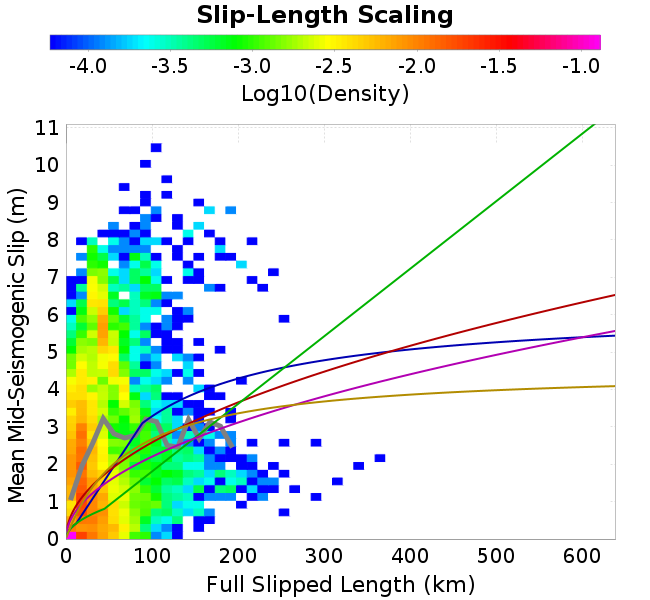 Slip-Length Scaling
-4.0 -3.5 -3.0 -2.5 -2.0 -1.5 -1.0
Log10(Density)
11
10
9
8
7
6
5
4
3
2
1
0
Mean Mid-Seismogenic Slip (m)
0 100 200 300 400 500 600
Full Slipped Length (km)